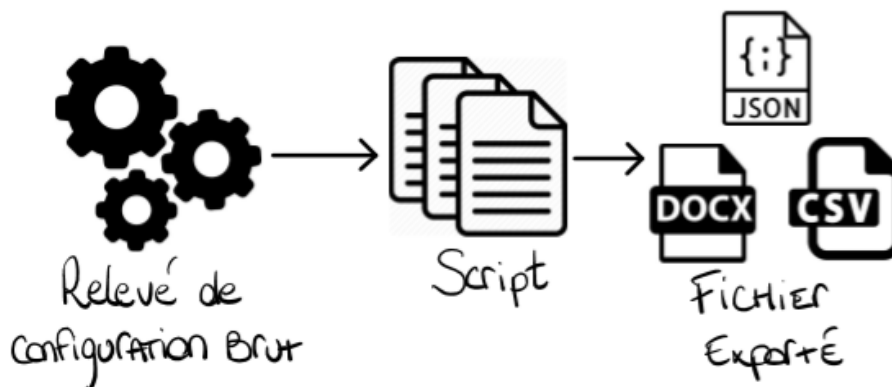 {;}
JSON
DOCX
CSV
Relevé de
Configuration Brut
Script
Fichier
Exporté